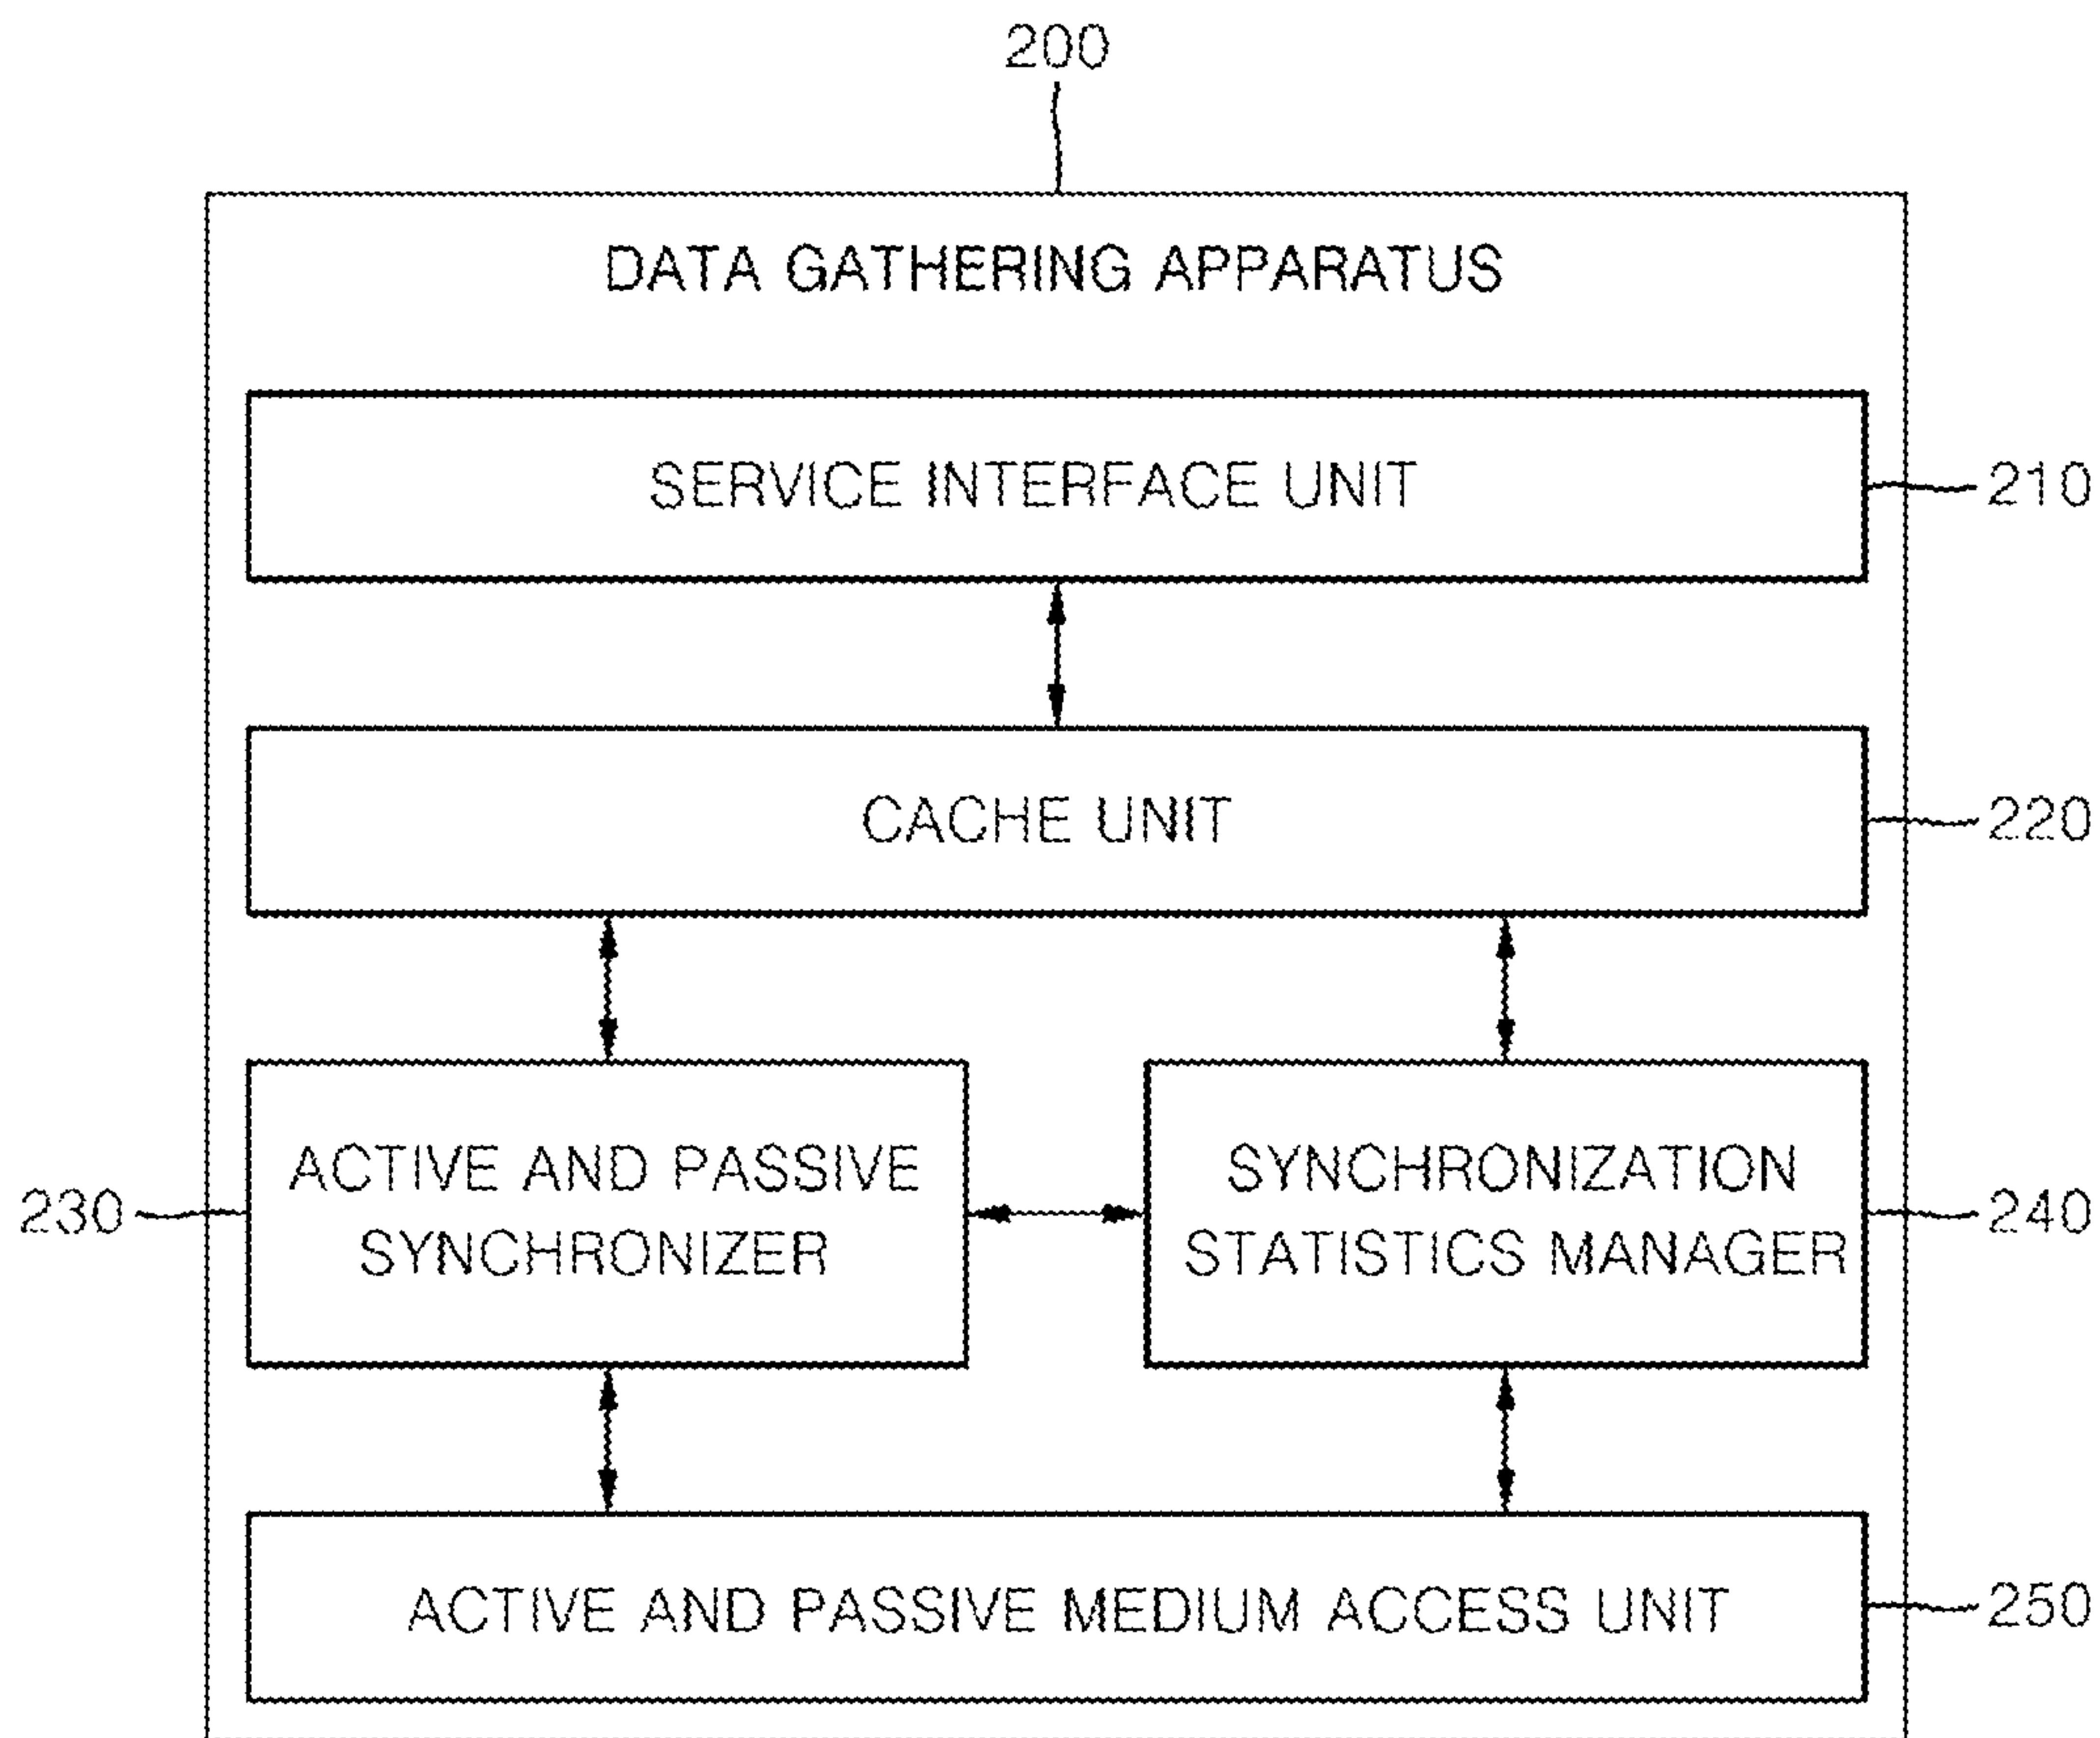 200
DATA GATHERING APPARATUS
SERVICE INTERFACE UNIT
210
CACHE UNIT
220
230
ACTIVE AND PASSIVE
SYNCHRONIZER
SYNCHRONIZATION
STATISTICS MANAGER
240
ACTIVE AND PASSIVE MEDIUM ACCESS UNIT
250